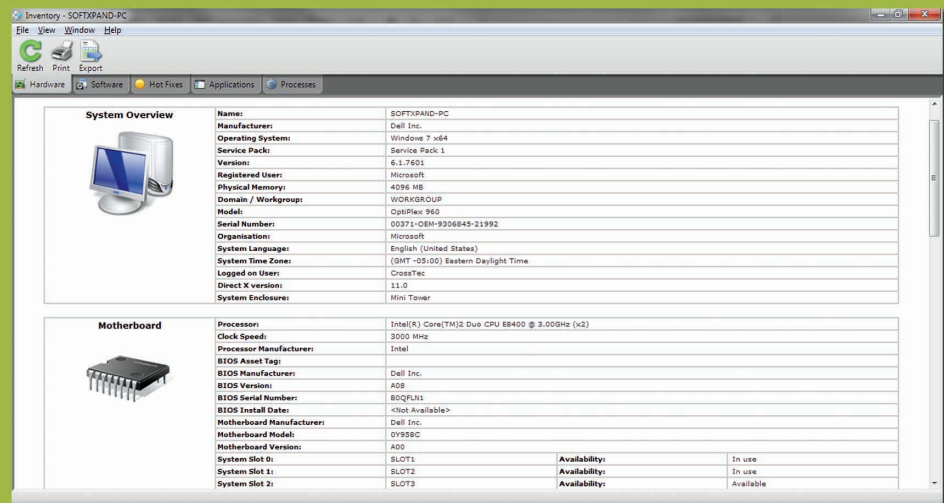 Inventory - SOFTXPAND-PC
File View Window Help
Refresh Print Export
Hardware Software Hot Fixes Applications Processes
System Overview
Name: SOFTXPAND-PC
Manufacturer: Dell Inc.
Operating System: Windows 7 x64
Service Pack: Service Pack 1
Version: 6.1.7601
Registered User: Microsoft
Physical Memory: 4096 MB
Domain / Workgroup: WORKGROUP
Model: OptiPlex 960
Serial Number: 00371-OEM-9306845-21992
Organisation: Microsoft
System Language: English (United States)
System Time Zone: (GMT -05:00) Eastern Daylight Time
Logged on User: CrossTec
Direct X version: 11.0
System Enclosure: Mini Tower
Motherboard
Processor: Intel(R) Core(TM)2 Duo CPU E8400 @ 3.00GHz (x2)
Clock Speed: 3000 MHz
Processor Manufacturer: Intel
BIOS Asset Tag:
BIOS Manufacturer: Dell Inc.
BIOS Version: A08
BIOS Serial Number: B0QFLN1
BIOS Install Date: <Not Available>
Motherboard Manufacturer: Dell Inc.
Motherboard Model: 0Y958C
Motherboard Version: A00
System Slot 0: SLOT1 Availability: In use
System Slot 1: SLOT2 Availability: In use
System Slot 2: SLOT3 Availability: Available